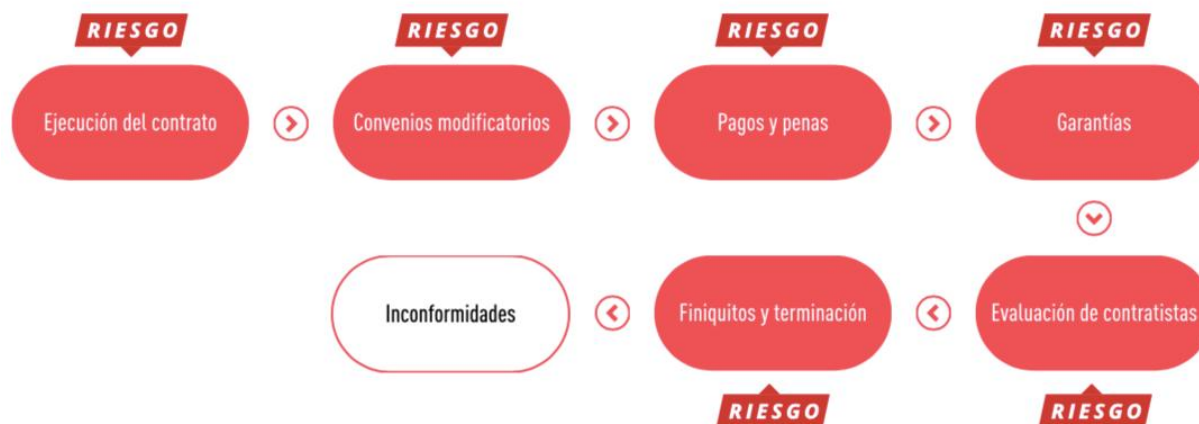 RIESGO
RIESGO
RIESGO
RIESGO
Ejecución del contrato
Convenios modificatorios
Pagos y penas
Garantías
Inconformidades
Finiquitos y terminación
Evaluación de contratistas
RIESGO
RIESGO